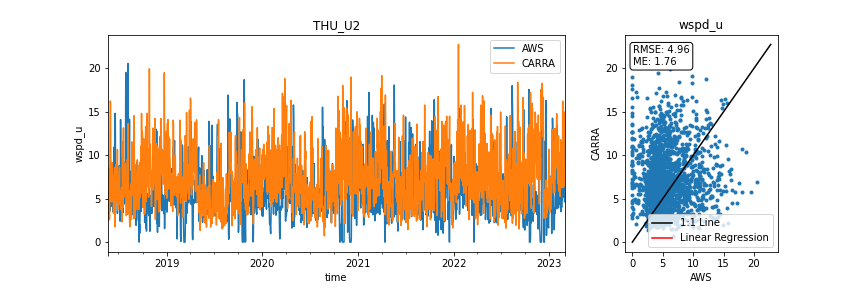 THU_U2
wspd_u
AWS
CARRA
RMSE: 4.96
ME: 1.76
20
15
10
5
0
wspd_u
2019
2020
2021
2022
2023
time
20
15
10
5
0
CARRA
1:1 Line
Linear Regression
0
5
10
15
20
AWS